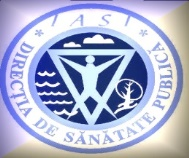 IAȘI
DIRECȚIA DE SĂNĂTATE PUBLICĂ